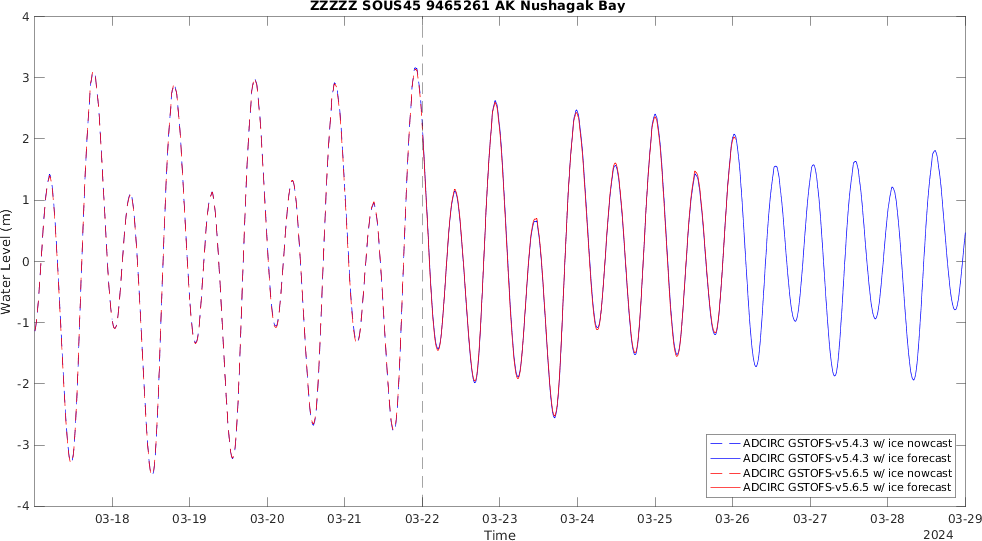 ZZZZZ SOUS45 9465261 AK Nushagak Bay
4
3
2
1
0
-1
-2
-3
-4
Water Level (m)
ADCIRC GSTOFS-v5.4.3 w/ ice nowcast
ADCIRC GSTOFS-v5.4.3 w/ ice forecast
ADCIRC GSTOFS-v5.6.5 w/ ice nowcast
ADCIRC GSTOFS-v5.6.5 w/ ice forecast
03-18 03-19 03-20 03-21 03-22 03-23 03-24 03-25 03-26 03-27 03-28 03-29
Time
2024